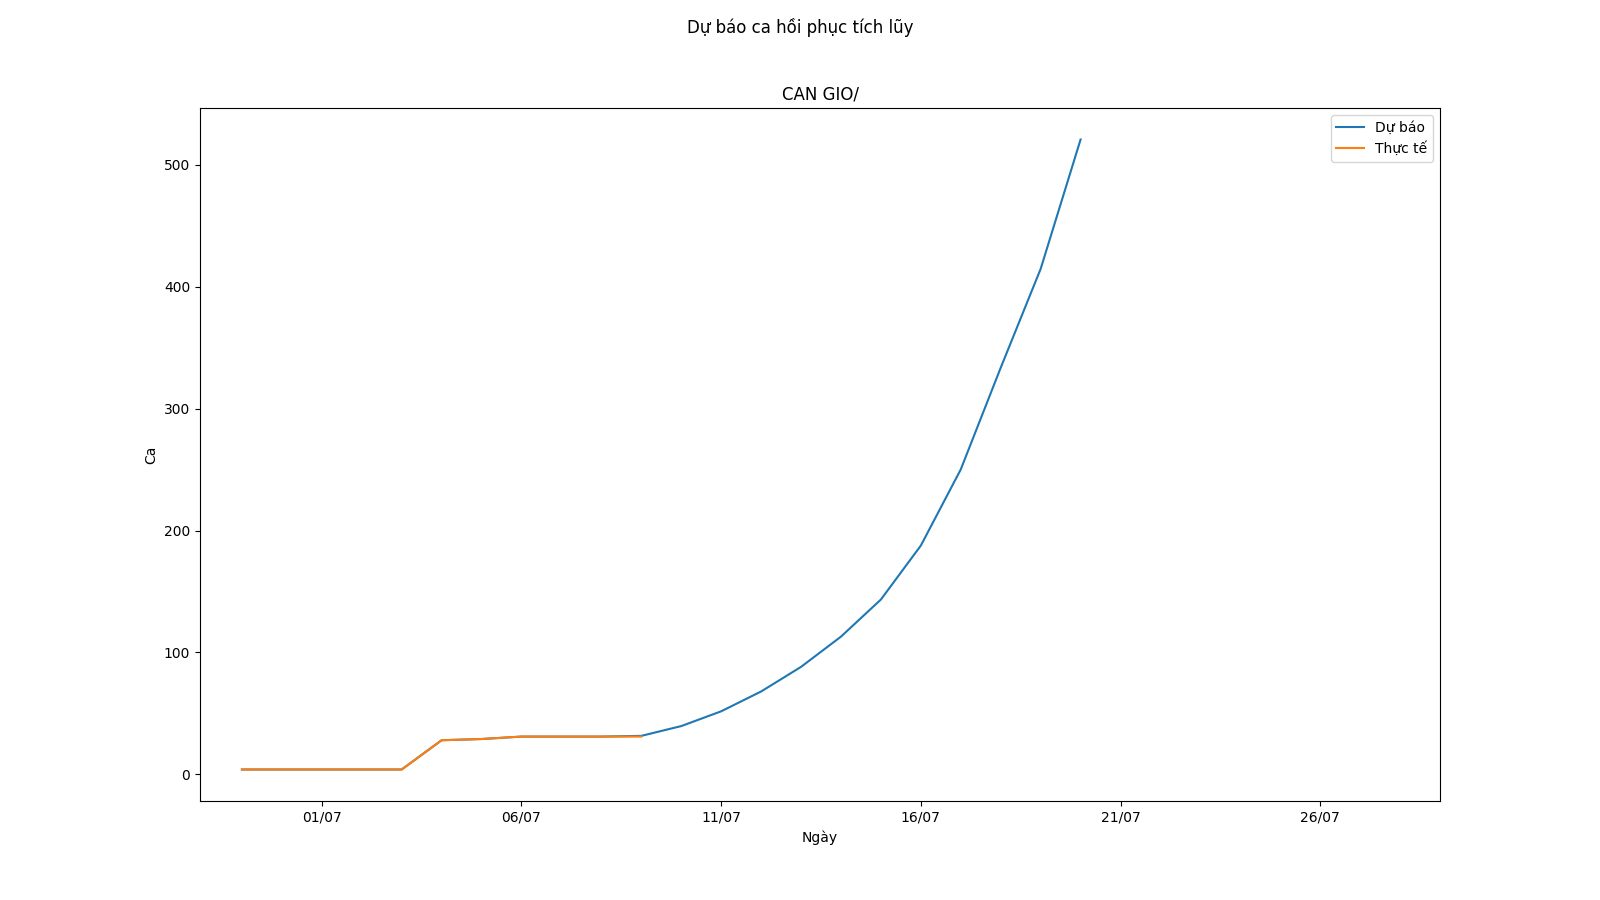 Dự báo ca hồi phục tích lũy
CAN GIO/
Dự báo
Thực tế
500
400
300
200
100
0
Ca
01/07
06/07
11/07
16/07
21/07
26/07
Ngày